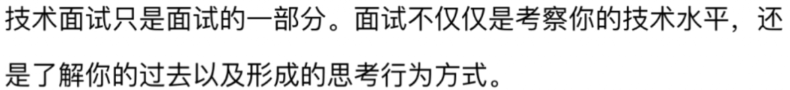 技术面试只是面试的一部分。面试不仅仅是考察你的技术水平，还
是了解你的过去以及形成的思考行为方式。